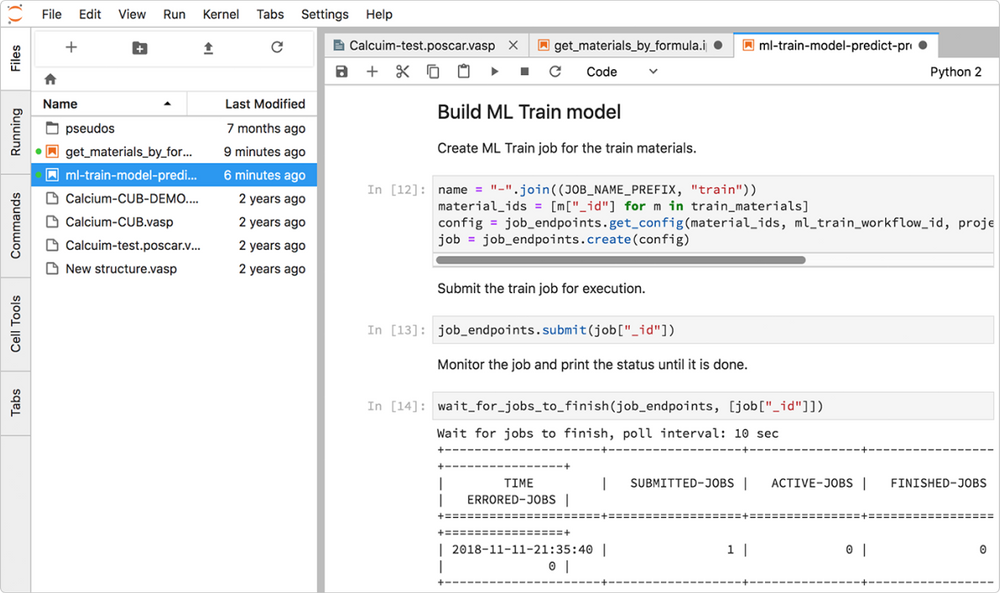 File Edit View Run Kernel Tabs Settings Help
Files
Running
Commands
Cell Tools
Tabs
Name Last Modified
pseudos 7 months ago
get_materials_by_for... 9 minutes ago
ml-train-model-predi... 6 minutes ago
Calcium-CUB-DEMO.... 2 years ago
Calcium-CUB.vasp 2 years ago
Calcuim-test.poscar.v... 2 years ago
New structure.vasp 2 years ago
Calcuim-test.poscar.vasp get_materials_by_formula.i ml-train-model-predict-pr
Code Python 2
Build ML Train model
Create ML Train job for the train materials.
In [12]: name = "-".join((JOB_NAME_PREFIX, "train"))
material_ids = [m["_id"] for m in train_materials]
config = job_endpoints.get_config(material_ids, ml_train_workflow_id, proje
job = job_endpoints.create(config)
Submit the train job for execution.
In [13]: job_endpoints.submit(job["_id"])
Monitor the job and print the status until it is done.
In [14]: wait_for_jobs_to_finish(job_endpoints, [job["_id"]])
Wait for jobs to finish, poll interval: 10 sec
+---------------------+-------------------+---------------+-----------------
+----------------+
| TIME | SUBMITTED-JOBS | ACTIVE-JOBS | FINISHED-JOBS
| ERRORED-JOBS |
+=====================+===================+===============+=================
+================+
| 2018-11-11-21:35:40 | 1 | 0 | 0
| 0 |
+---------------------+-------------------+---------------+-----------------